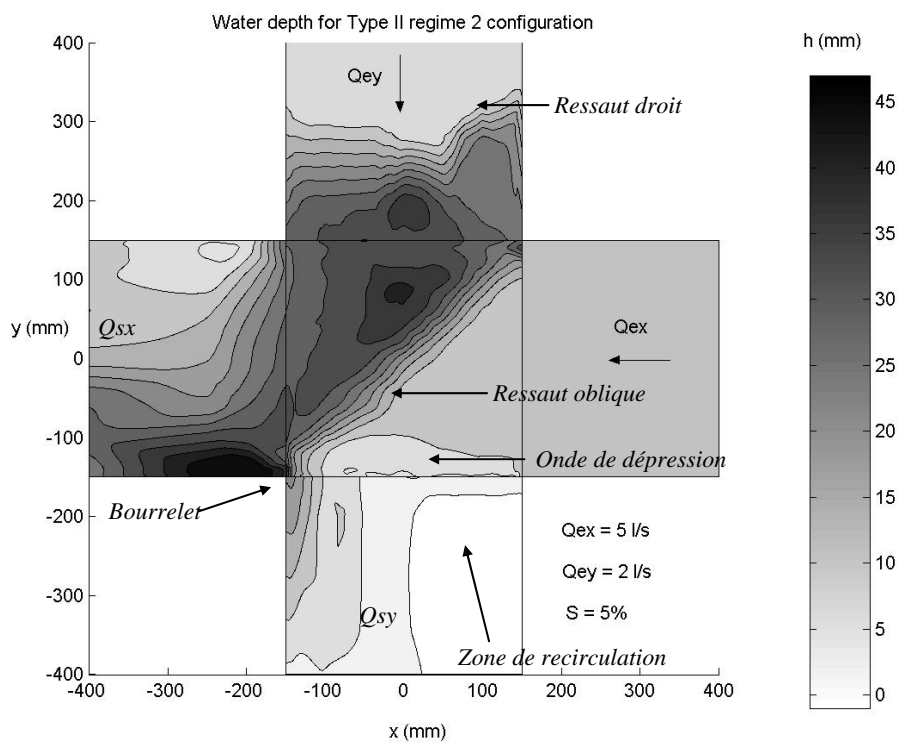 Water depth for Type II regime 2 configuration
h (mm)
400
300
200
100
0
-100
-200
-300
-400
y (mm)
Qey
Ressaut droit
Qsx
Qex
Ressaut oblique
Onde de dépression
Bourrelet
Qex = 5 l/s
Qey = 2 l/s
S = 5%
Qsy
Zone de recirculation
-400
-300
-200
-100
0
100
200
300
400
x (mm)
45
40
35
30
25
20
15
10
5
0